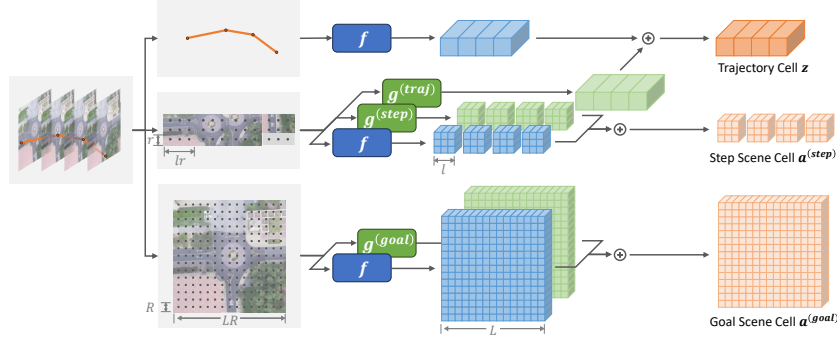 f
Trajectory Cell z
g(traj)
g(step)
f
r
lr
l
Step Scene Cell a(step)
g(goal)
f
R
LR
L
Goal Scene Cell a(goal)